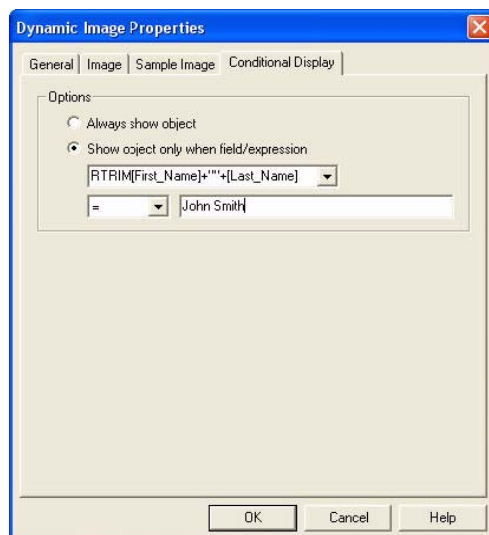 Dynamic Image Properties
General Image Sample Image Conditional Display
Options
Always show object
Show object only when field/expression
RTRIM[First_Name]+""+[Last_Name]
= John Smith
OK Cancel Help